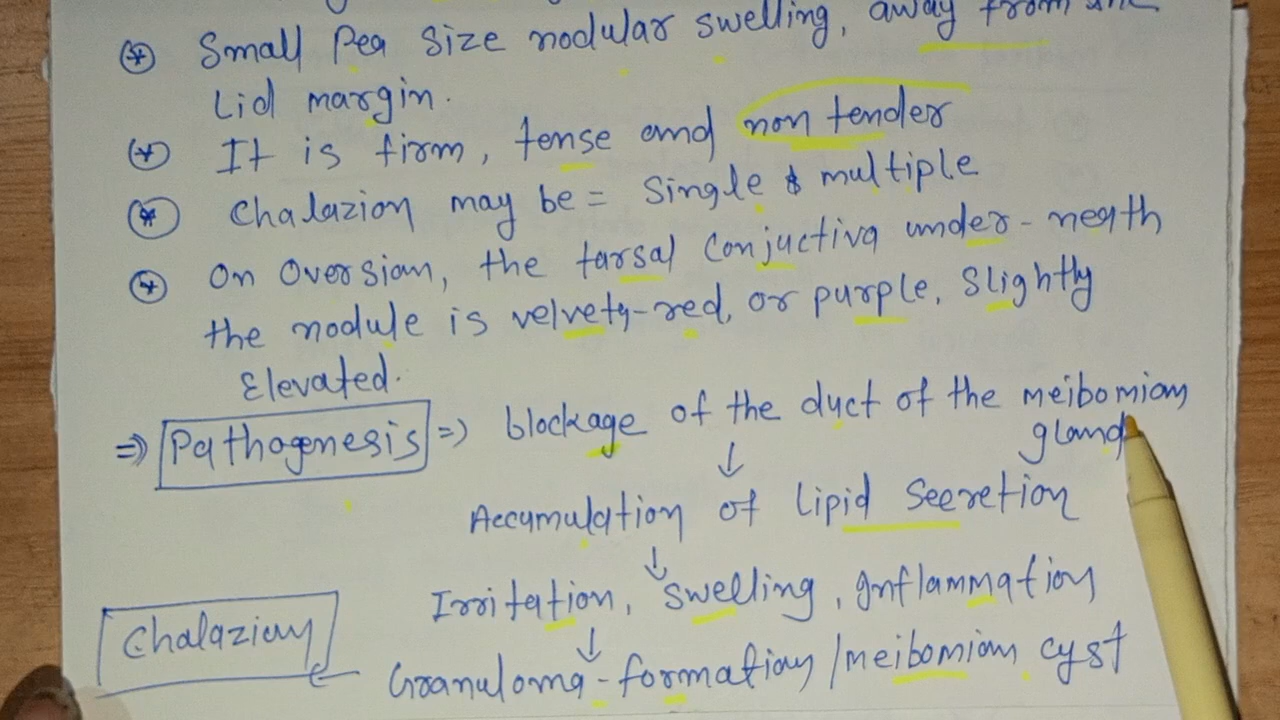 Small Pea size nodular swelling, away from the
Lid margin.
It is firm, tense and non tender
Chalazion may be = Single & multiple
On Oversion, the tarsal Conjuctiva under-neath
the nodule is velvety-red, or purple, slightly
Elevated.
⇒ Pathogenesis ⇒ blockage of the duct of the meibomian
gland
↓
Accumulation of Lipid Secretion
↓
Irritation, swelling, Inflammation
↓
Chalazion ← Granuloma-formation/meibomian cyst